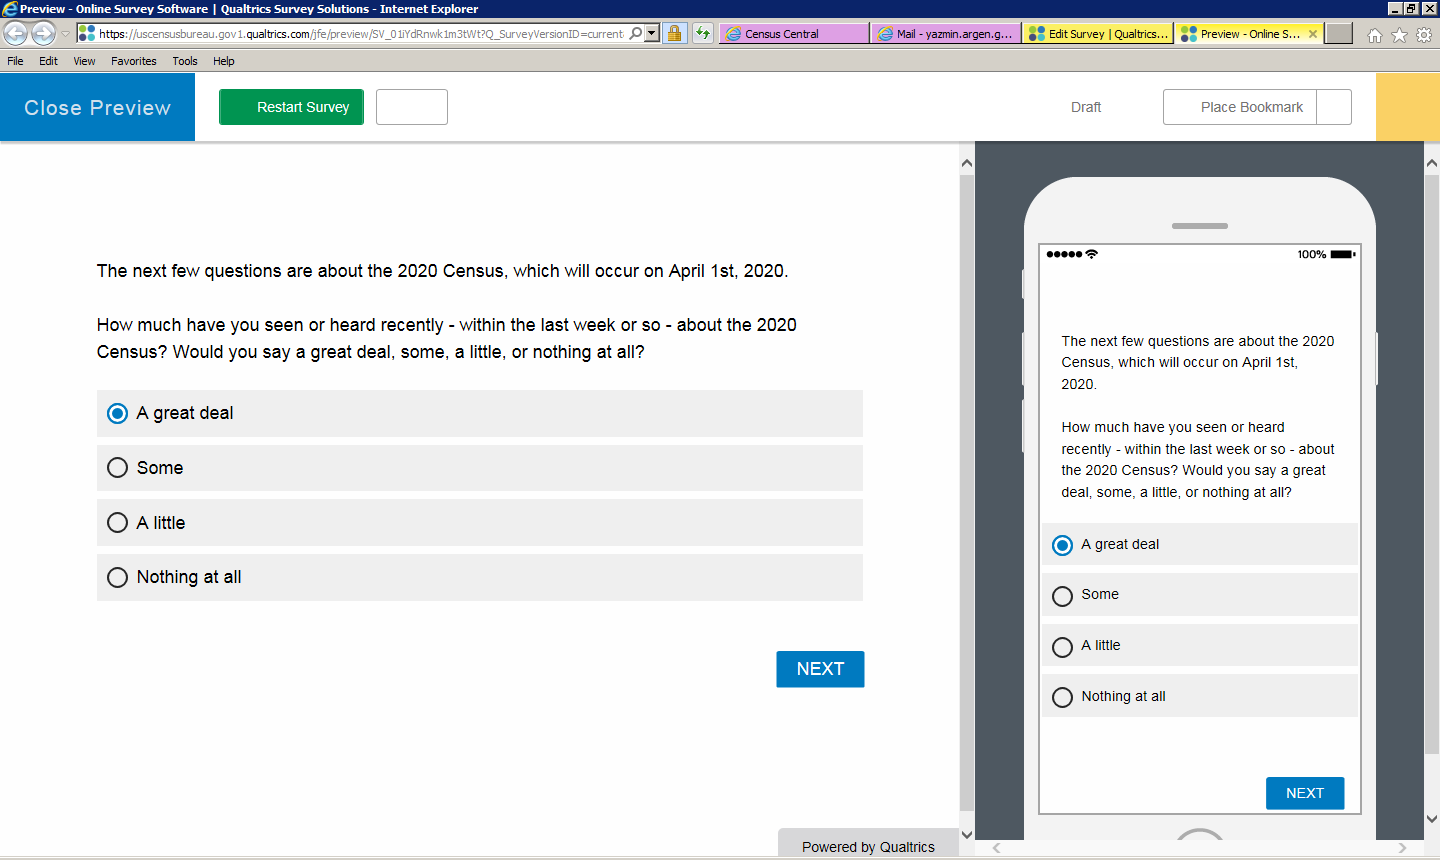 Preview - Online Survey Software | Qualtrics Survey Solutions - Internet Explorer
https://uscensusbureau.gov1.qualtrics.com/jfe/preview/SV_01iYdRnwk1m3tWt?Q_SurveyVersionID=current
Census Central
Mail - yazmin.argen.g...
Edit Survey | Qualtrics...
Preview - Online S...
File Edit View Favorites Tools Help
Close Preview
Restart Survey
Draft
Place Bookmark
The next few questions are about the 2020 Census, which will occur on April 1st, 2020.
How much have you seen or heard recently - within the last week or so - about the 2020
Census? Would you say a great deal, some, a little, or nothing at all?
A great deal
Some
A little
Nothing at all
NEXT
Powered by Qualtrics
100%
The next few questions are about the 2020
Census, which will occur on April 1st,
2020.
How much have you seen or heard
recently - within the last week or so - about
the 2020 Census? Would you say a great
deal, some, a little, or nothing at all?
A great deal
Some
A little
Nothing at all
NEXT